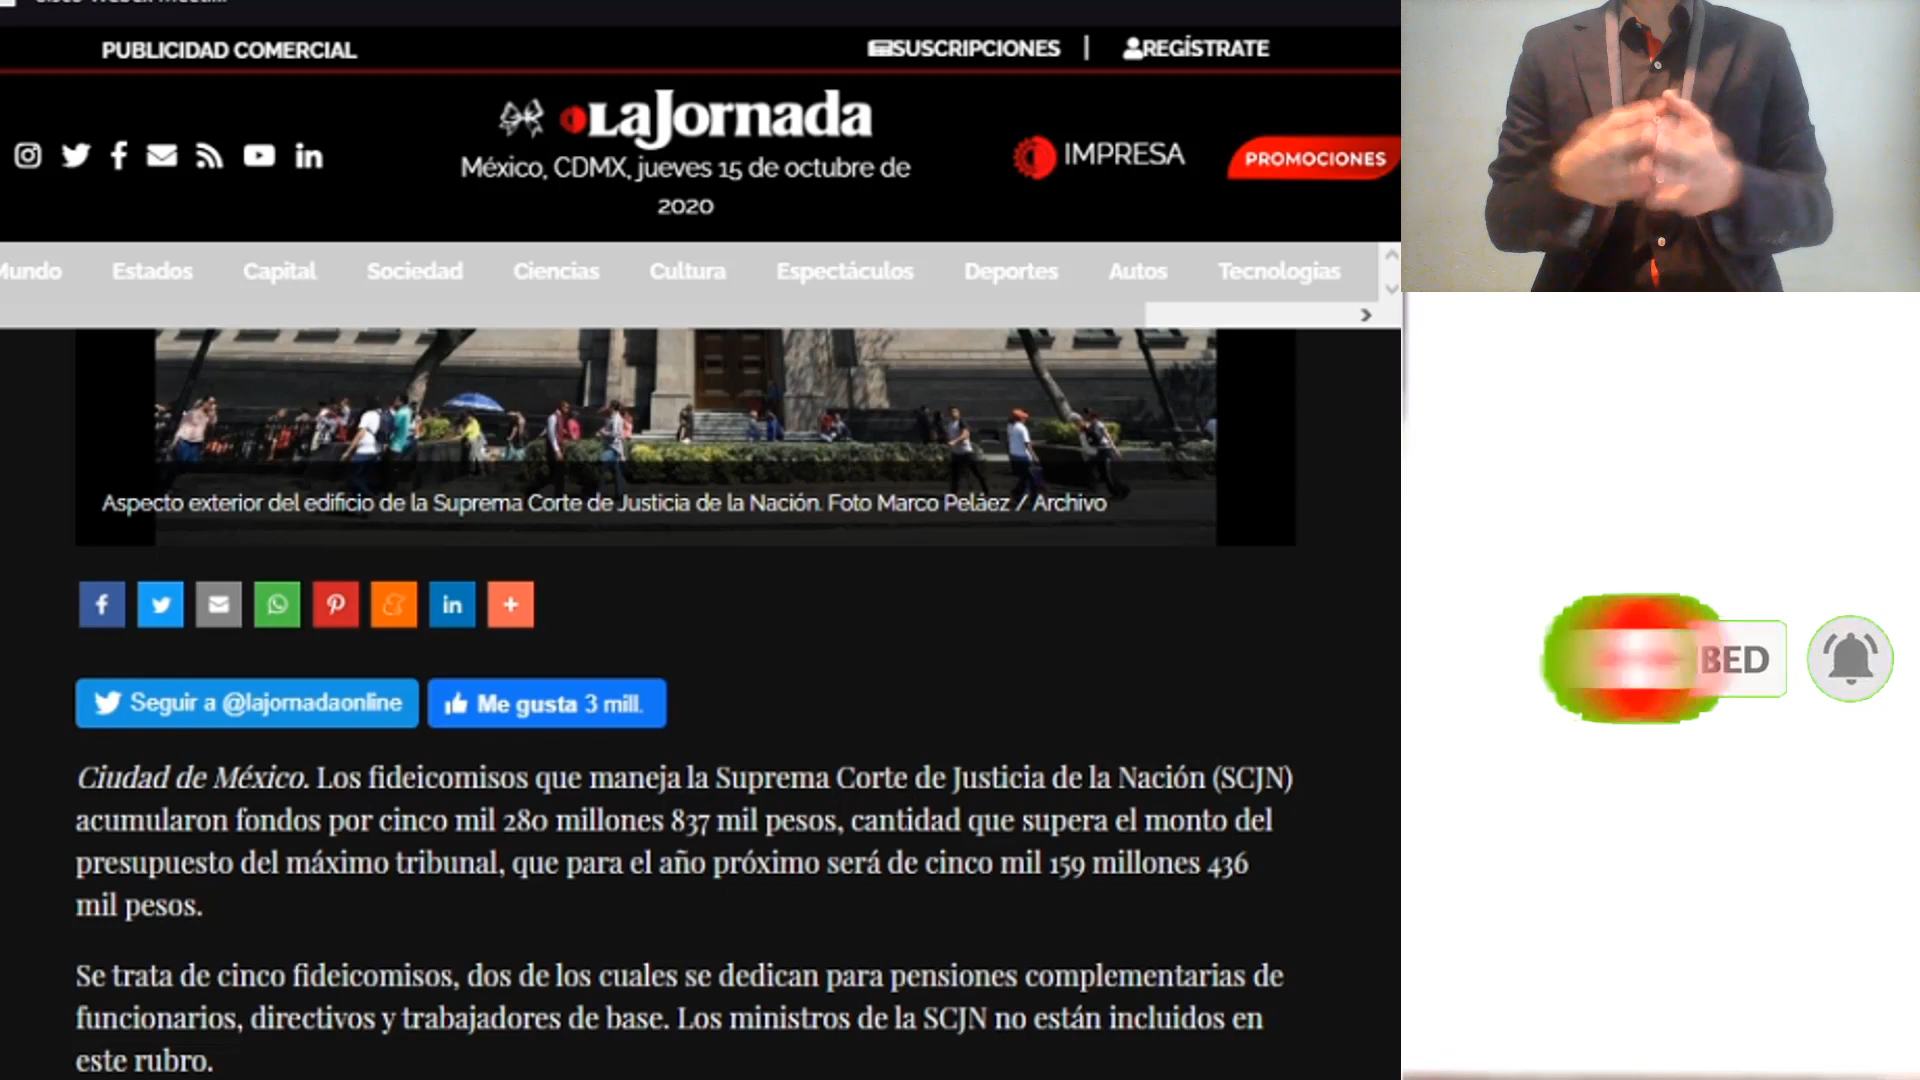 PUBLICIDAD COMERCIAL
SUSCRIPCIONES | REGÍSTRATE
LaJornada
México, CDMX, jueves 15 de octubre de
2020
IMPRESA
PROMOCIONES
Mundo Estados Capital Sociedad Ciencias Cultura Espectáculos Deportes Autos Tecnologías
Aspecto exterior del edificio de la Suprema Corte de Justicia de la Nación. Foto Marco Peláez / Archivo
Seguir a @lajornadaonline
Me gusta 3 mill.
BED
Ciudad de México. Los fideicomisos que maneja la Suprema Corte de Justicia de la Nación (SCJN)
acumularon fondos por cinco mil 280 millones 837 mil pesos, cantidad que supera el monto del
presupuesto del máximo tribunal, que para el año próximo será de cinco mil 159 millones 436
mil pesos.
Se trata de cinco fideicomisos, dos de los cuales se dedican para pensiones complementarias de
funcionarios, directivos y trabajadores de base. Los ministros de la SCJN no están incluidos en
este rubro.